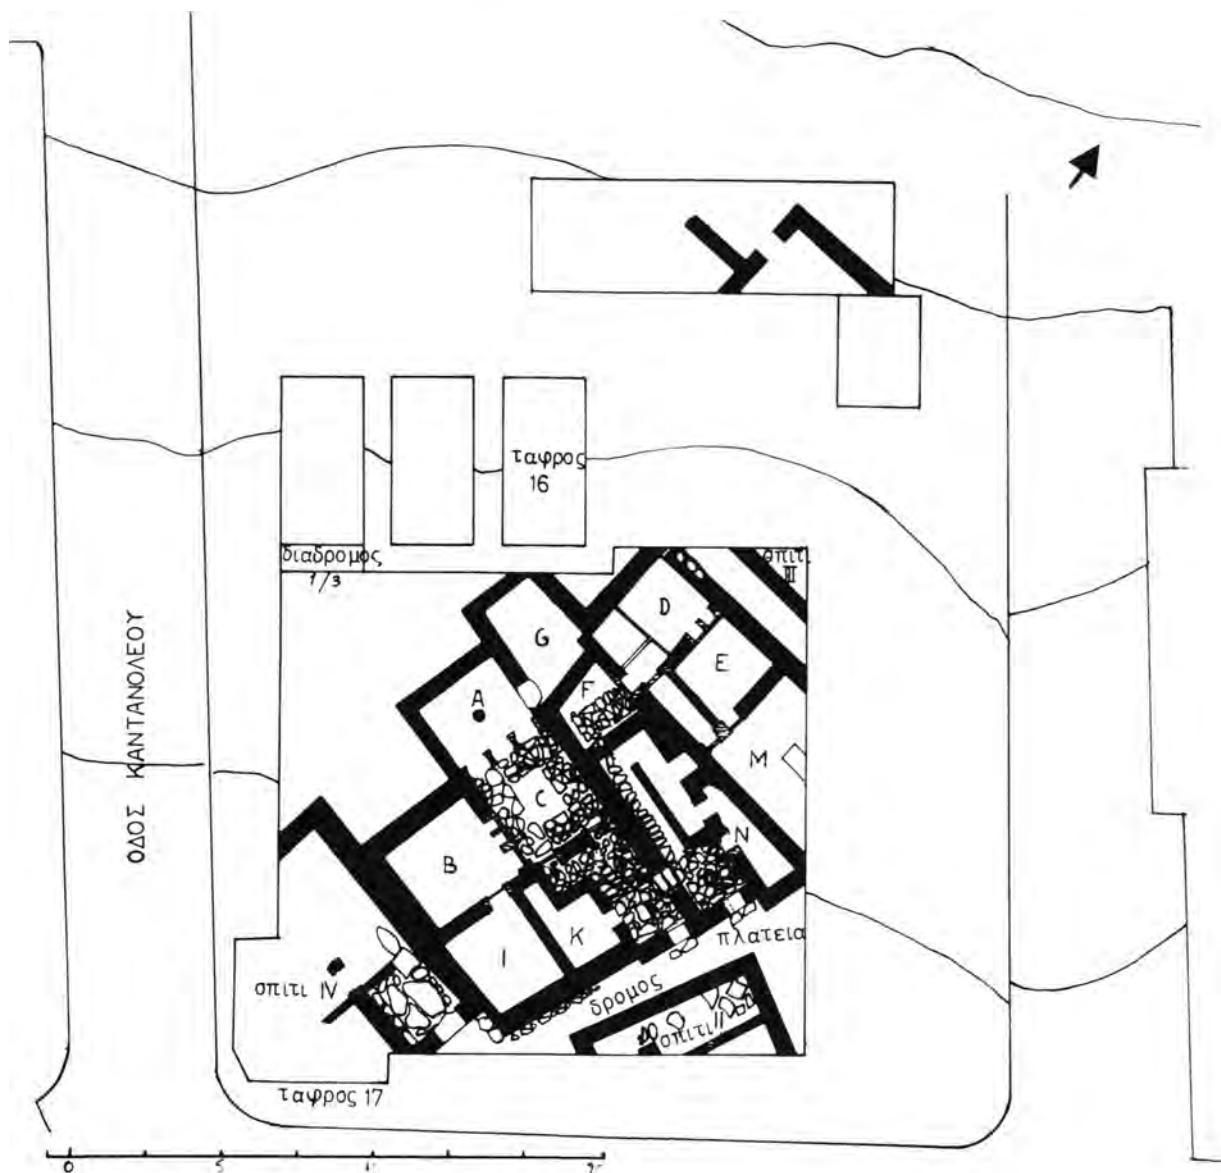 ταφρος
16
διαδρομος
1/3
σπιτι
III
ΟΔΟΣ ΚΑΝΤΑΝΟΛΕΟΥ
D
G
E
A
F
M
C
N
B
K
πλατεια
I
δρομος
σπιτι IV
σπιτι II
ταφρος 17
0 5